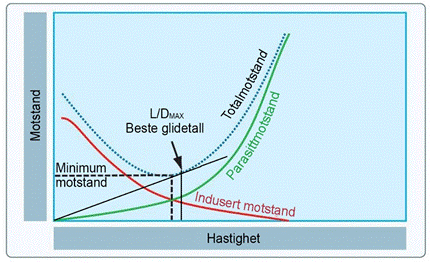 Motstand
L/DMAX
Beste glidetall
Totalmotstand
Parasittmotstand
Minimum
motstand
Indusert motstand
Hastighet